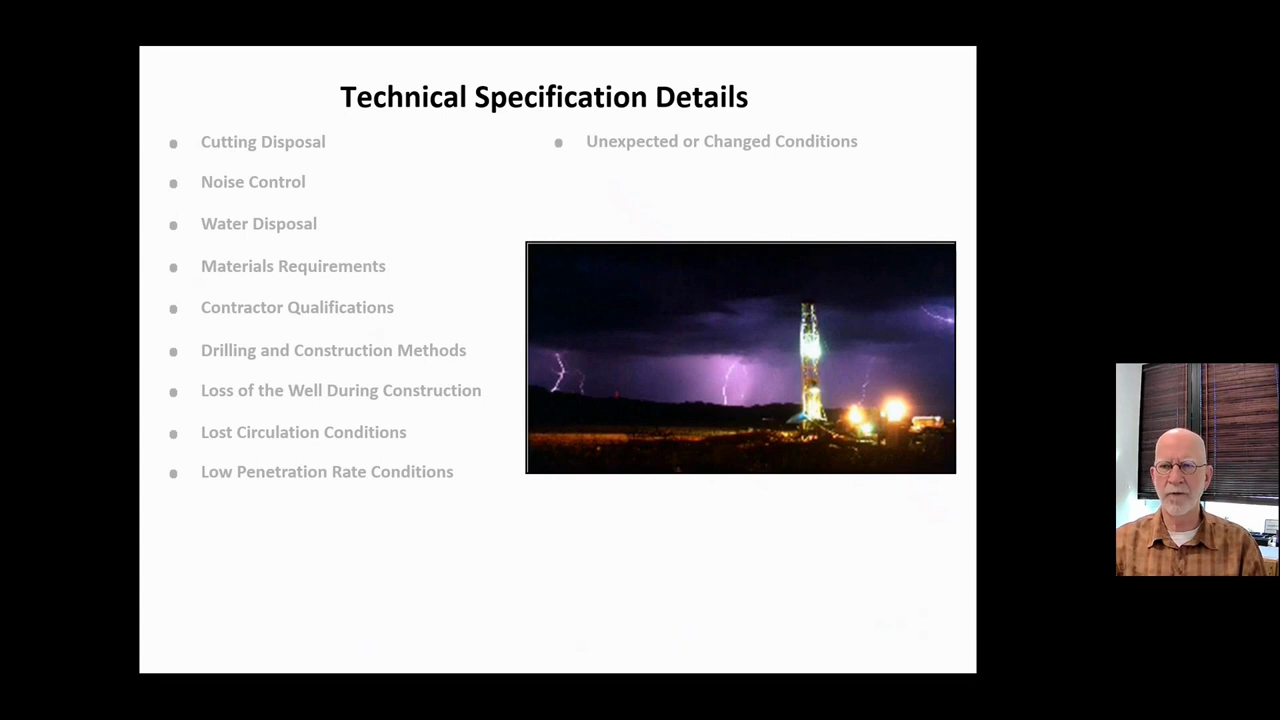 Technical Specification Details
Cutting Disposal
Noise Control
Water Disposal
Materials Requirements
Contractor Qualifications
Drilling and Construction Methods
Loss of the Well During Construction
Lost Circulation Conditions
Low Penetration Rate Conditions
Unexpected or Changed Conditions